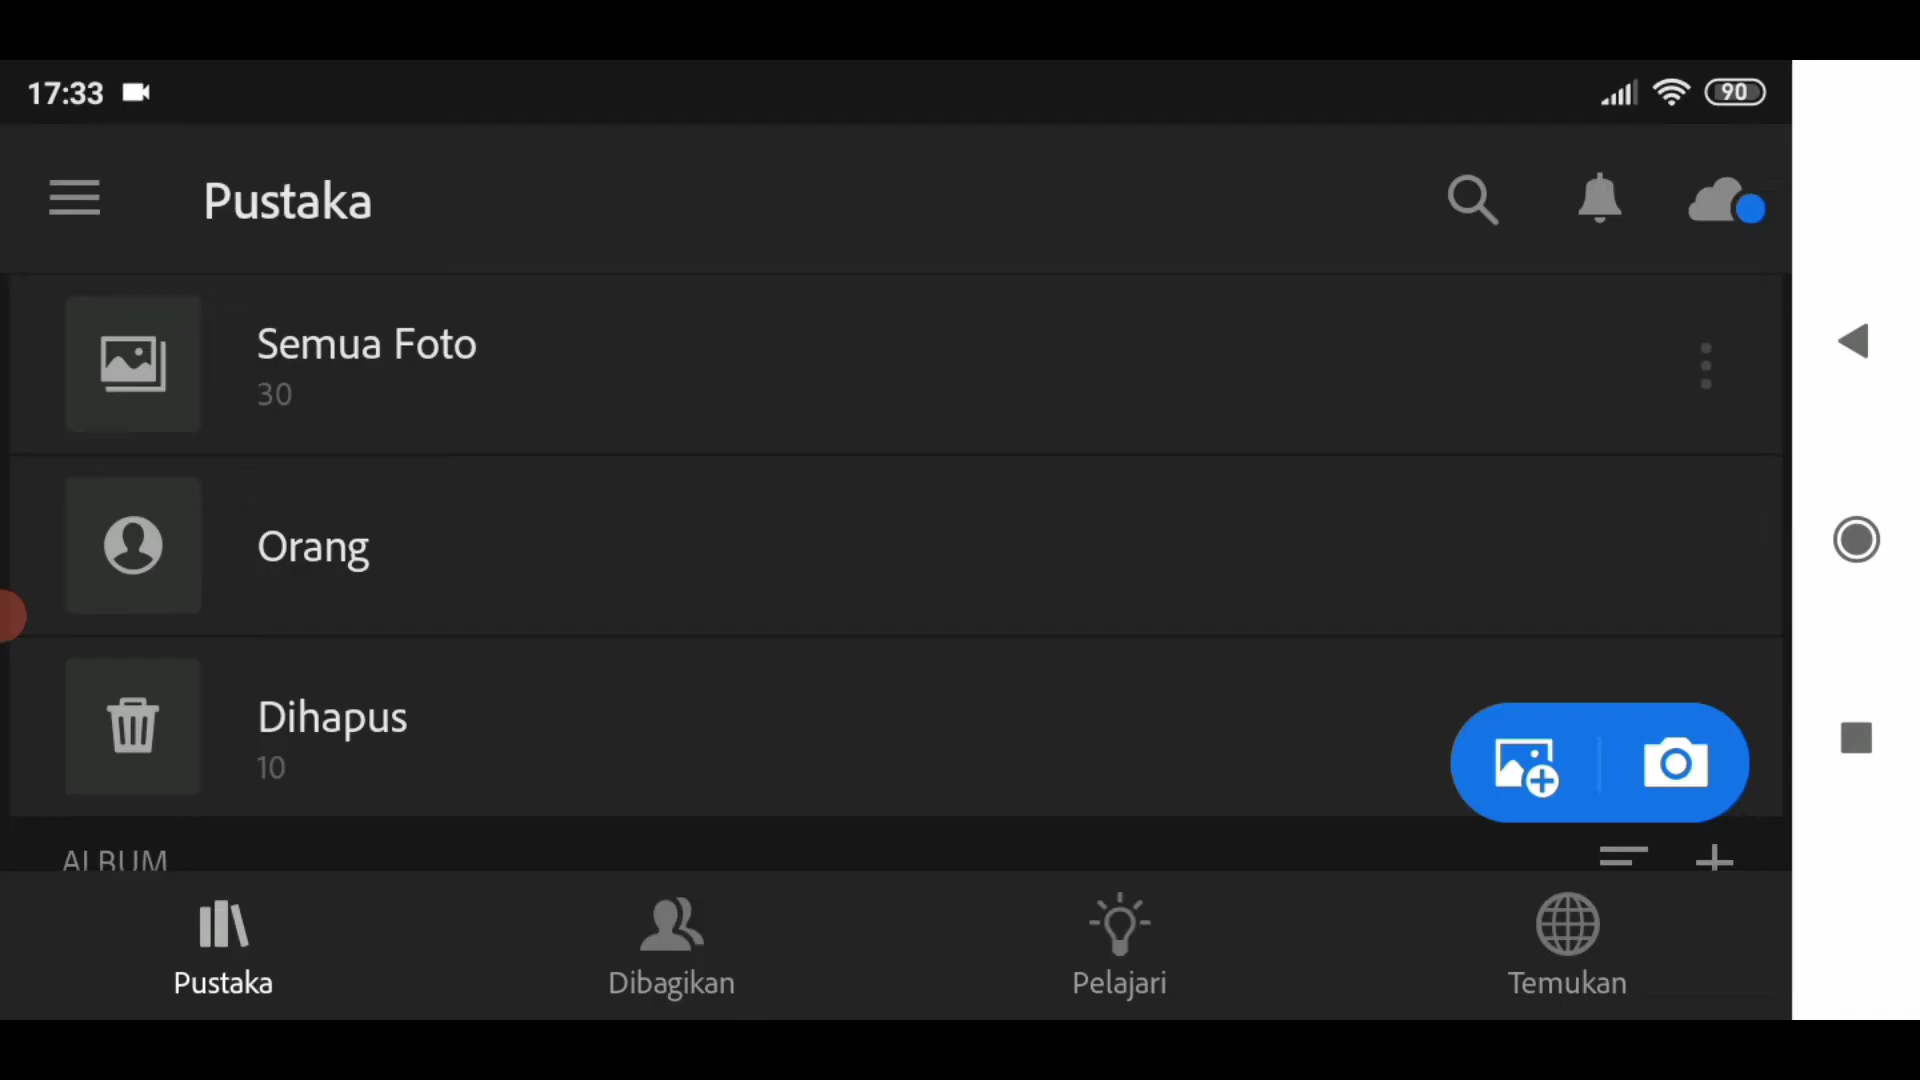 17:33
90
Pustaka
Semua Foto
30
Orang
Dihapus
10
ALBUM
Pustaka
Dibagikan
Pelajari
Temukan